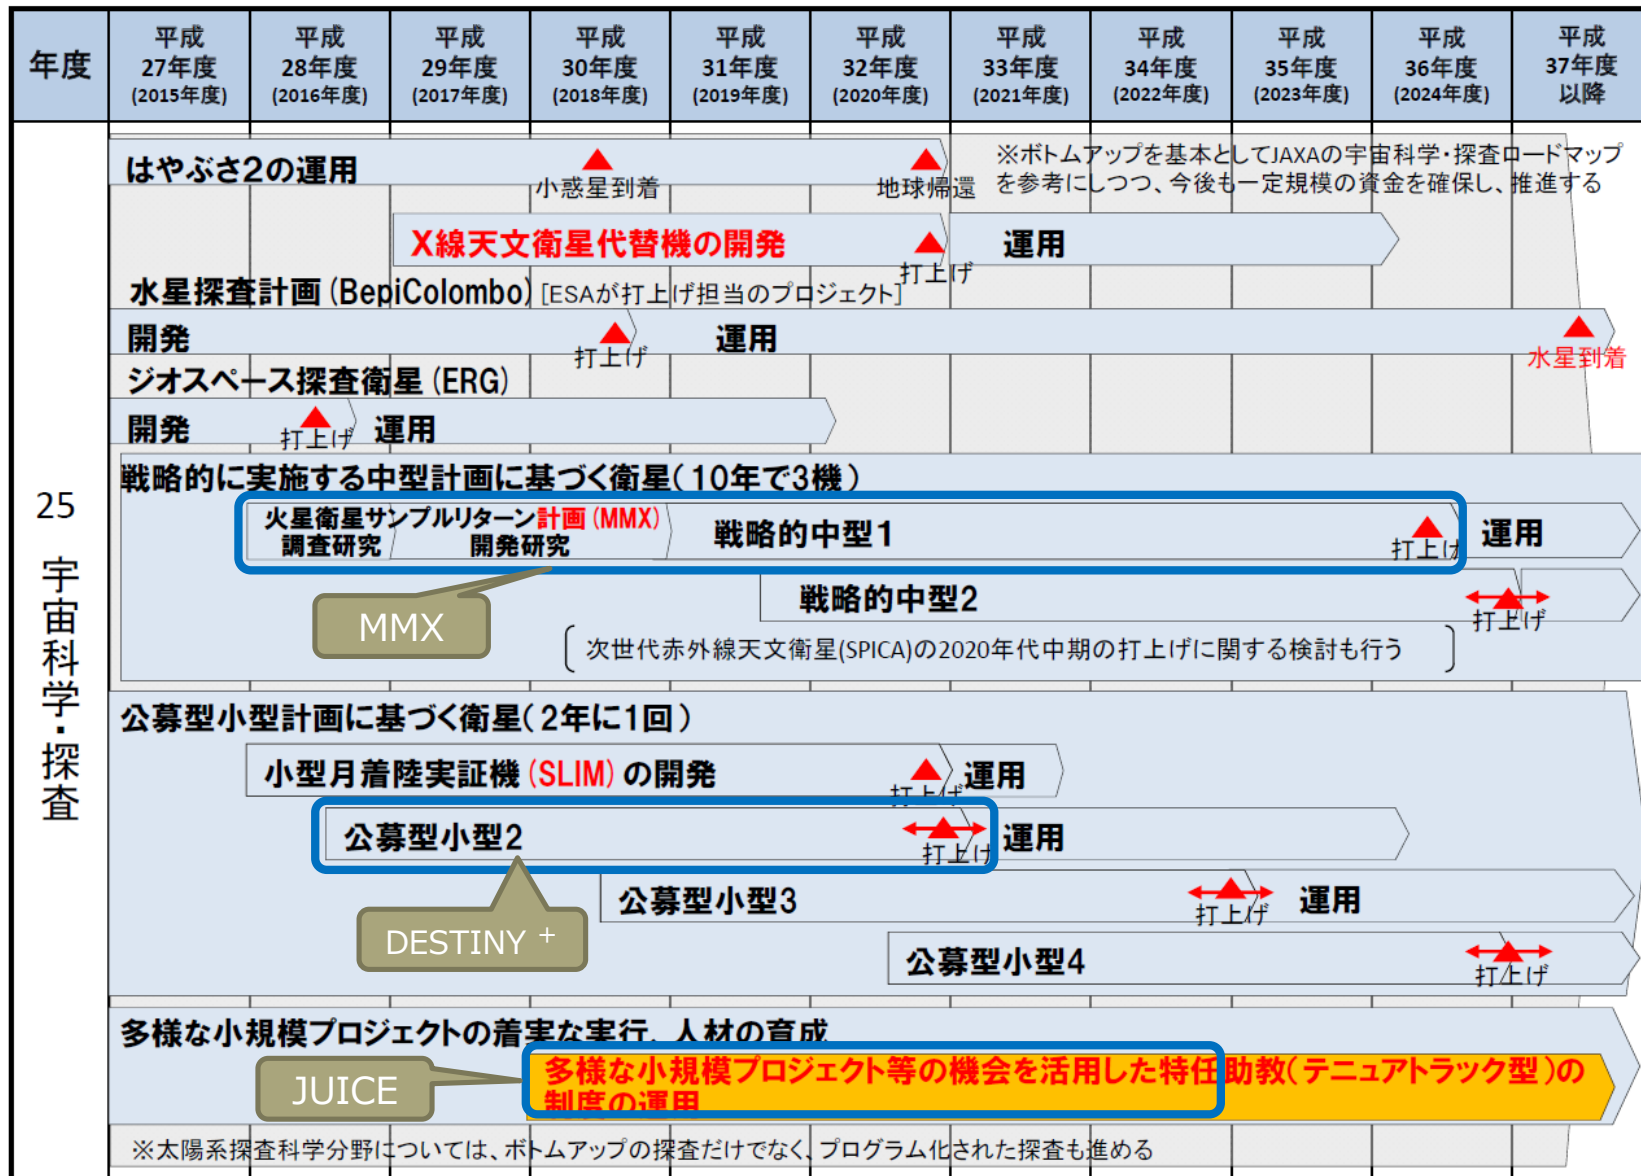 年度
平成
27年度
(2015年度)
平成
28年度
(2016年度)
平成
29年度
(2017年度)
平成
30年度
(2018年度)
平成
31年度
(2019年度)
平成
32年度
(2020年度)
平成
33年度
(2021年度)
平成
34年度
(2022年度)
平成
35年度
(2023年度)
平成
36年度
(2024年度)
平成
37年度
以降
25 宇宙科学・探査
はやぶさ2の運用
小惑星到着
地球帰還
※ボトムアップを基本としてJAXAの宇宙科学・探査ロードマップ
を参考にしつつ、今後も一定規模の資金を確保し、推進する
X線天文衛星代替機の開発
打上げ
運用
水星探査計画(BepiColombo)[ESAが打上げ担当のプロジェクト]
開発
打上げ
運用
水星到着
ジオスペース探査衛星(ERG)
開発
打上げ
運用
戦略的に実施する中型計画に基づく衛星(10年で3機)
火星衛星サンプルリターン計画(MMX)
調査研究
開発研究
戦略的中型1
打上げ
運用
MMX
戦略的中型2
打上げ
次世代赤外線天文衛星(SPICA)の2020年代中期の打上げに関する検討も行う
公募型小型計画に基づく衛星(2年に1回)
小型月着陸実証機(SLIM)の開発
打上げ
運用
公募型小型2
打上げ
運用
DESTINY +
公募型小型3
打上げ
運用
公募型小型4
打上げ
多様な小規模プロジェクトの着実な実行、人材の育成
JUICE
多様な小規模プロジェクト等の機会を活用した特任助教(テニュアトラック型)の
制度の運用
※太陽系探査科学分野については、ボトムアップの探査だけでなく、プログラム化された探査も進める